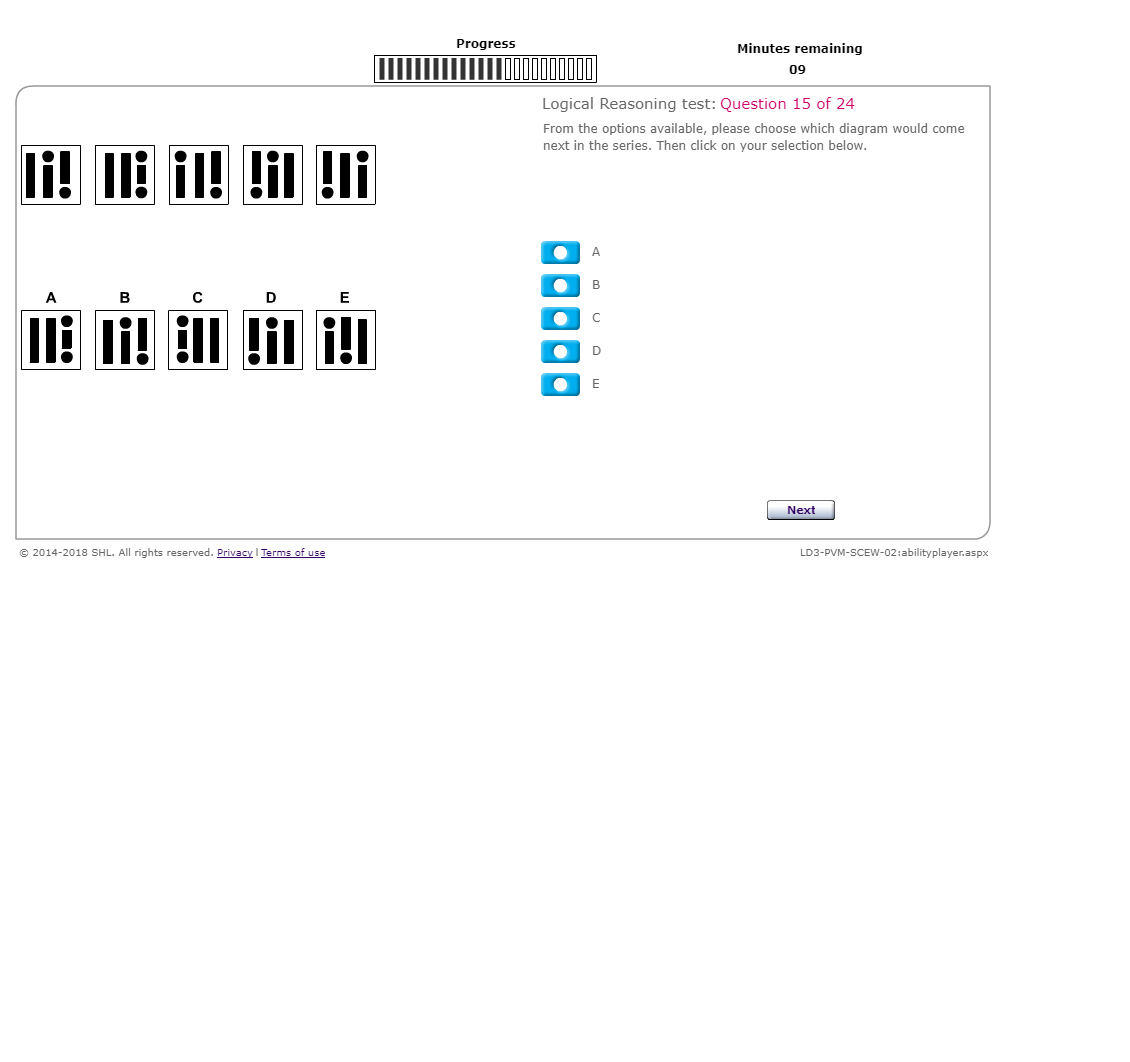 Progress
Minutes remaining
09
Logical Reasoning test: Question 15 of 24
From the options available, please choose which diagram would come
next in the series. Then click on your selection below.
A B C D E
A
B
C
D
E
Next
© 2014-2018 SHL. All rights reserved. Privacy | Terms of use
LD3-PVM-SCEW-02:abilityplayer.aspx